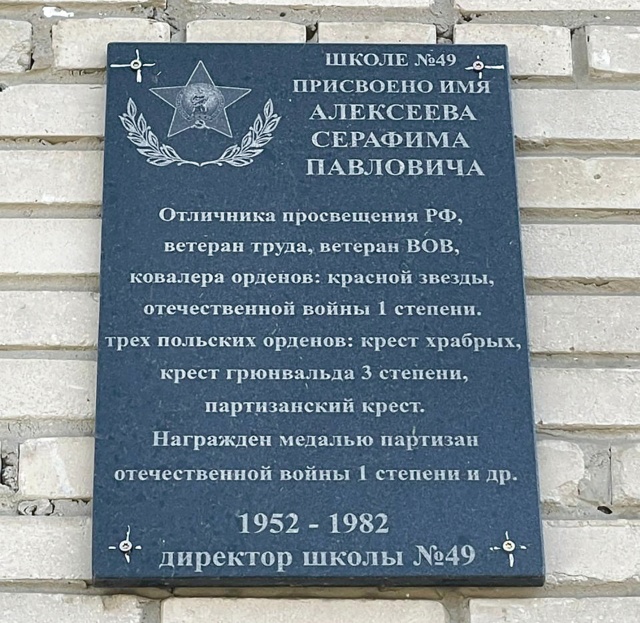 ШКОЛЕ №49
ПРИСВОЕНО ИМЯ
АЛЕКСЕЕВА
СЕРАФИМА
ПАВЛОВИЧА
Отличника просвещения РФ,
ветеран труда, ветеран ВОВ,
ковалера орденов: красной звезды,
отечественной войны 1 степени.
трех польских орденов: крест храбрых,
крест грюнвальда 3 степени,
партизанский крест.
Награжден медалью партизан
отечественной войны 1 степени и др.
1952 - 1982
директор школы №49